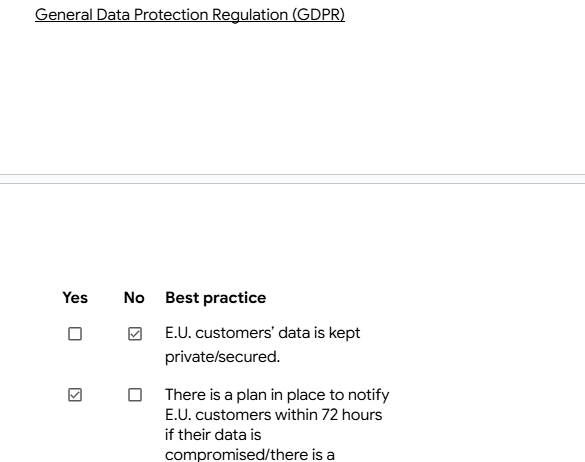 General Data Protection Regulation (GDPR)
Yes No Best practice
☐ ☑ E.U. customers’ data is kept
private/secured.
☑ ☐ There is a plan in place to notify
E.U. customers within 72 hours
if their data is
compromised/there is a